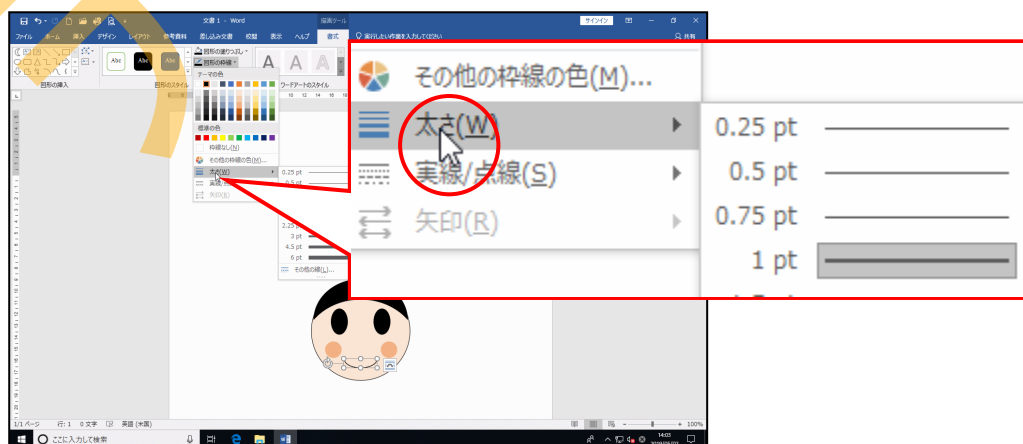 文書 1 - Word
描画ツール
サインイン
ファイル ホーム 挿入 デザイン レイアウト 参考資料 差し込み文書 校閲 表示 ヘルプ 書式 実行したい作業を入力してください 共有
Abc Abc Abc
図形の塗りつぶし
図形の枠線
A A A
図形の挿入 図形のスタイル ワードアートのスタイル
テーマの色
標準の色
枠線なし(N)
その他の枠線の色(M)...
太さ(W)
実線/
矢印(R)
0.25 pt
0.5 pt
2.25 pt
3 pt
4.5 pt
6 pt
その他の線(L)...
その他の枠線の色(M)...
太さ(W)
実線/点線(S)
矢印(R)
0.25 pt
0.5 pt
0.75 pt
1 pt
1/1 ページ 行: 1 0 文字 英語 (米国) 100%
ここに入力して検索
14:03